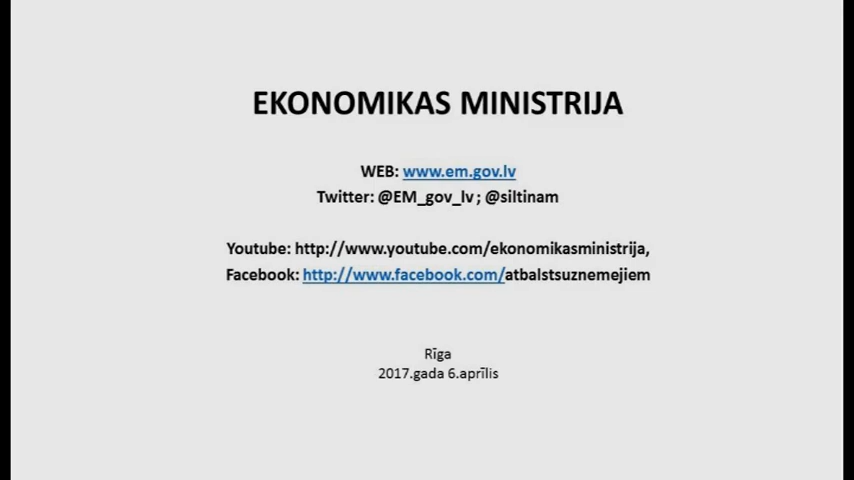 EKONOMIKAS MINISTRIJA
WEB: www.em.gov.lv
Twitter: @EM_gov_lv ; @siltinam
Youtube: http://www.youtube.com/ekonomikasministrija,
Facebook: http://www.facebook.com/atbalstsuznemejiem
Rīga
2017.gada 6.aprīlis